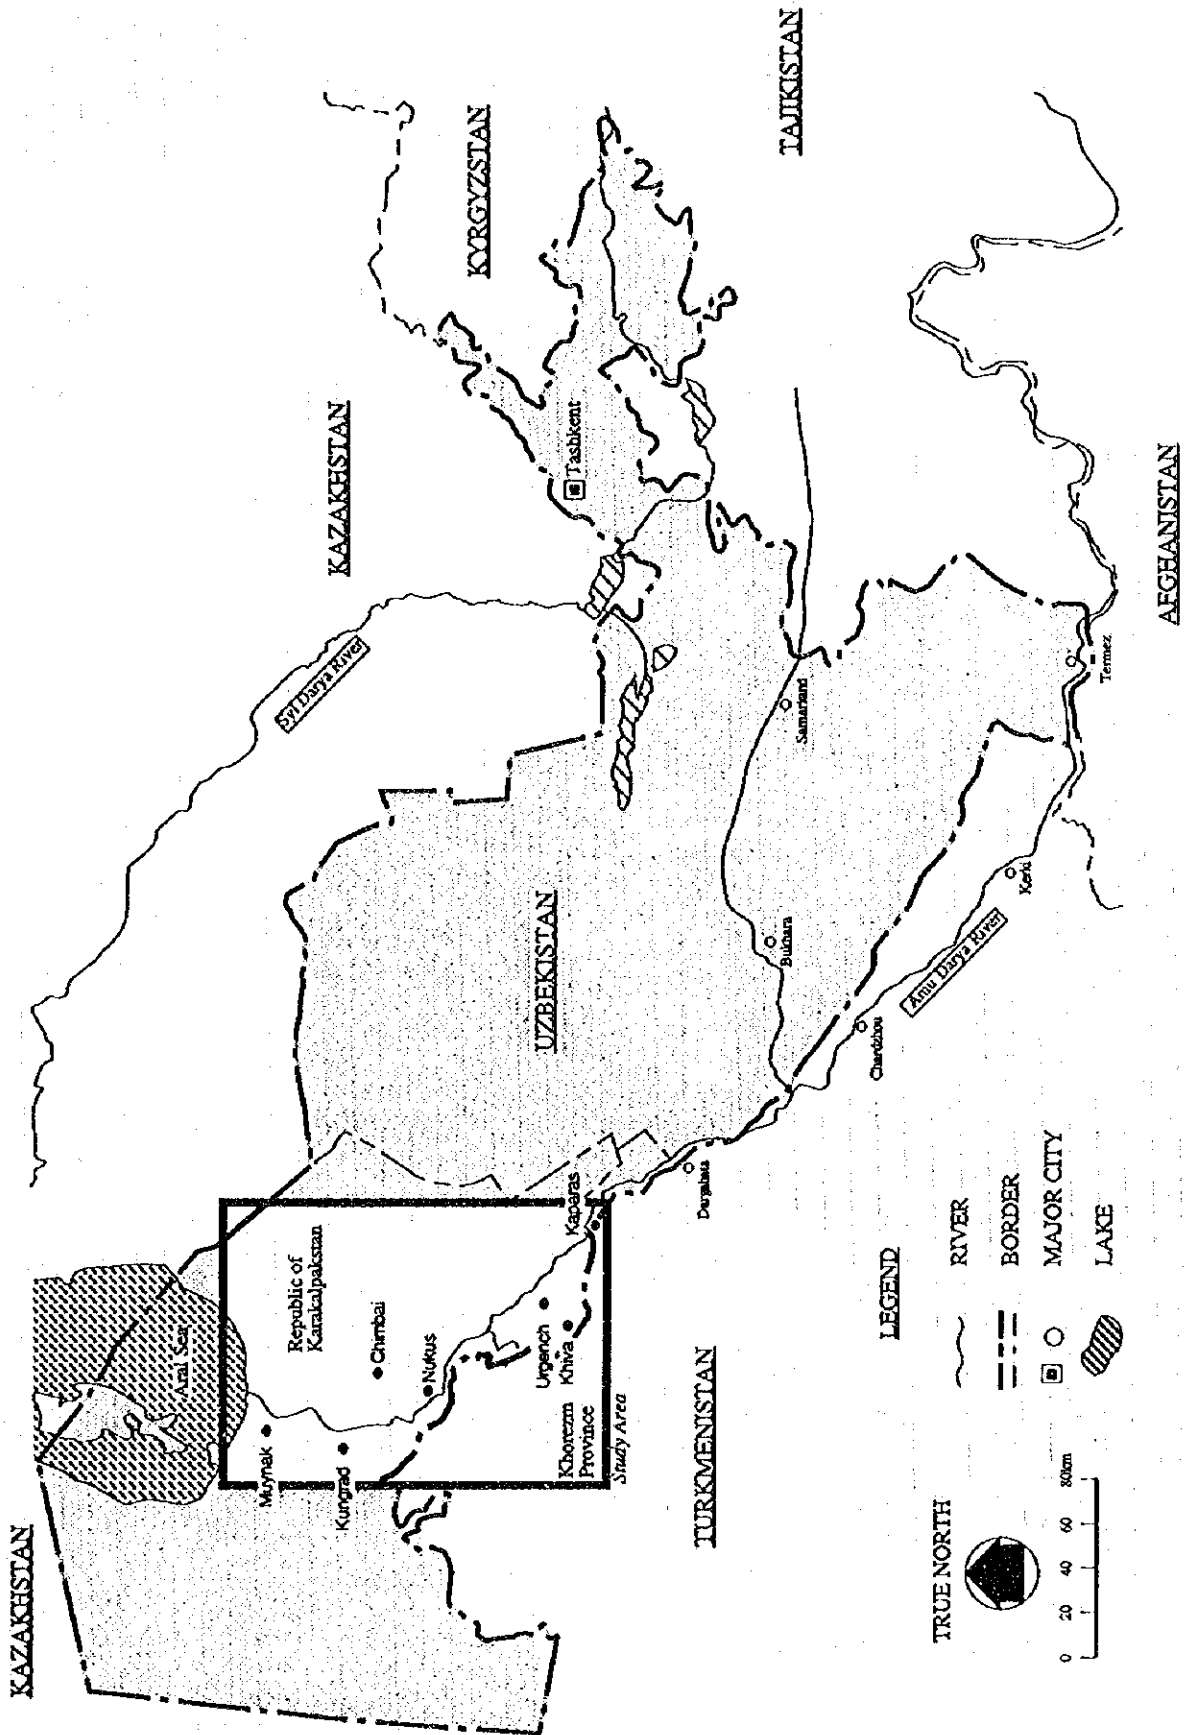 KAZAKHSTAN
KAZAKHSTAN
KYRGYZSTAN
TAJIKISTAN
Aral Sea
Syl Darya River
Tashkent
Muynak
Republic of
Karakalpakstan
Kungrad
Chimbai
Nukus
UZBEKISTAN
Urgench
Khiva
Kaparas
Khorezm
Province
Study Area
Samarkand
Bukhara
Dargahata
TURKMENISTAN
Chardzhou
Amu Darya River
Kerki
Termez
AFGHANISTAN
LEGEND
RIVER
BORDER
MAJOR CITY
LAKE
TRUE NORTH
0 20 40 60 80km